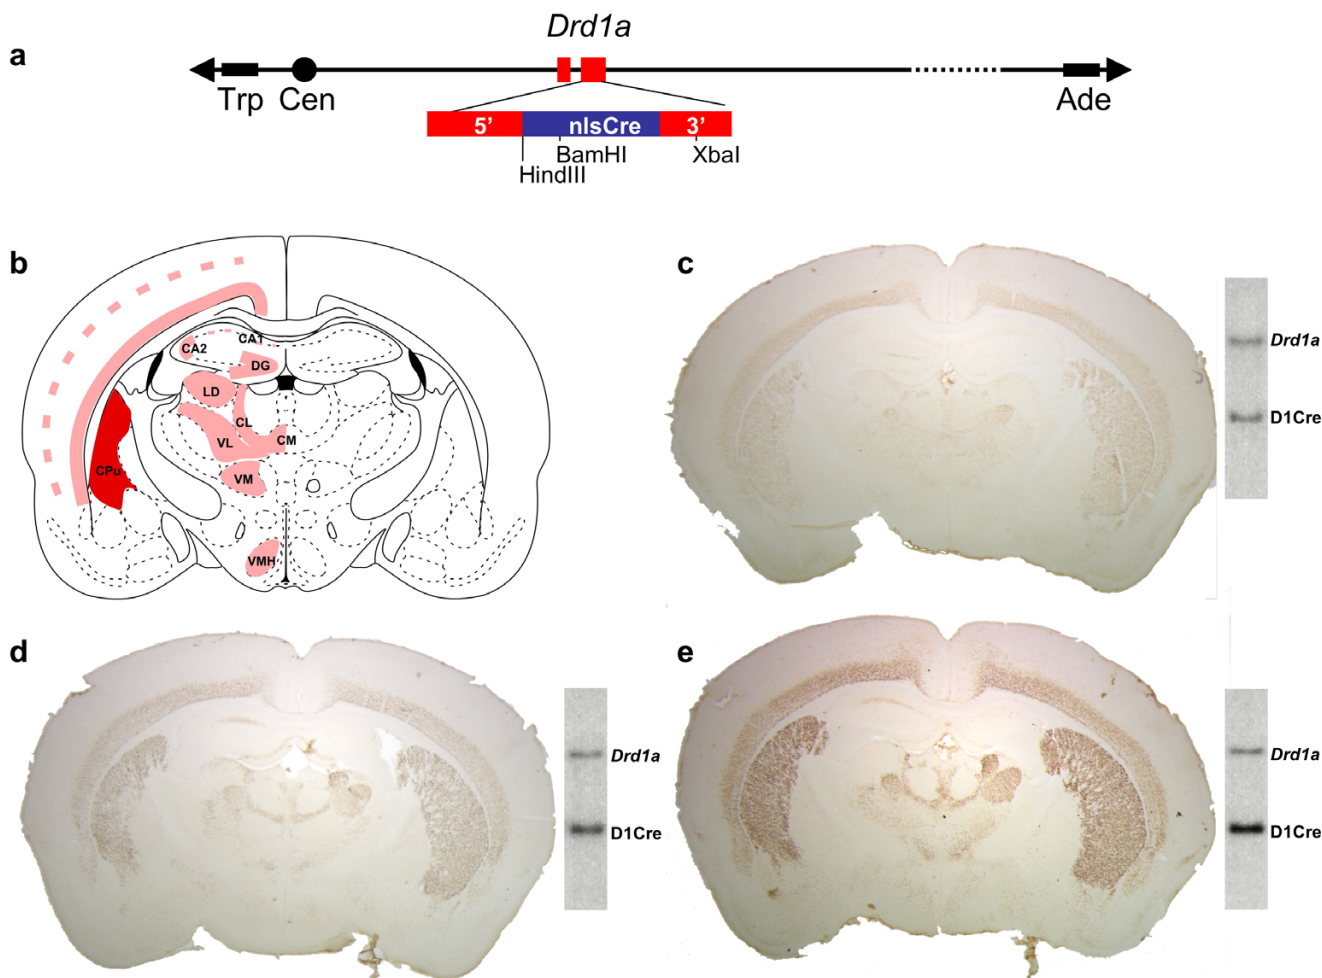 a
Drd1a
Trp Cen Ade
5’ nlsCre 3’
BamHI XbaI
HindIII
b
CA2 CA1
DG
LD
CL
VL CM
CPu
VM
VMH
c
Drd1a
D1Cre
d
Drd1a
D1Cre
e
Drd1a
D1Cre